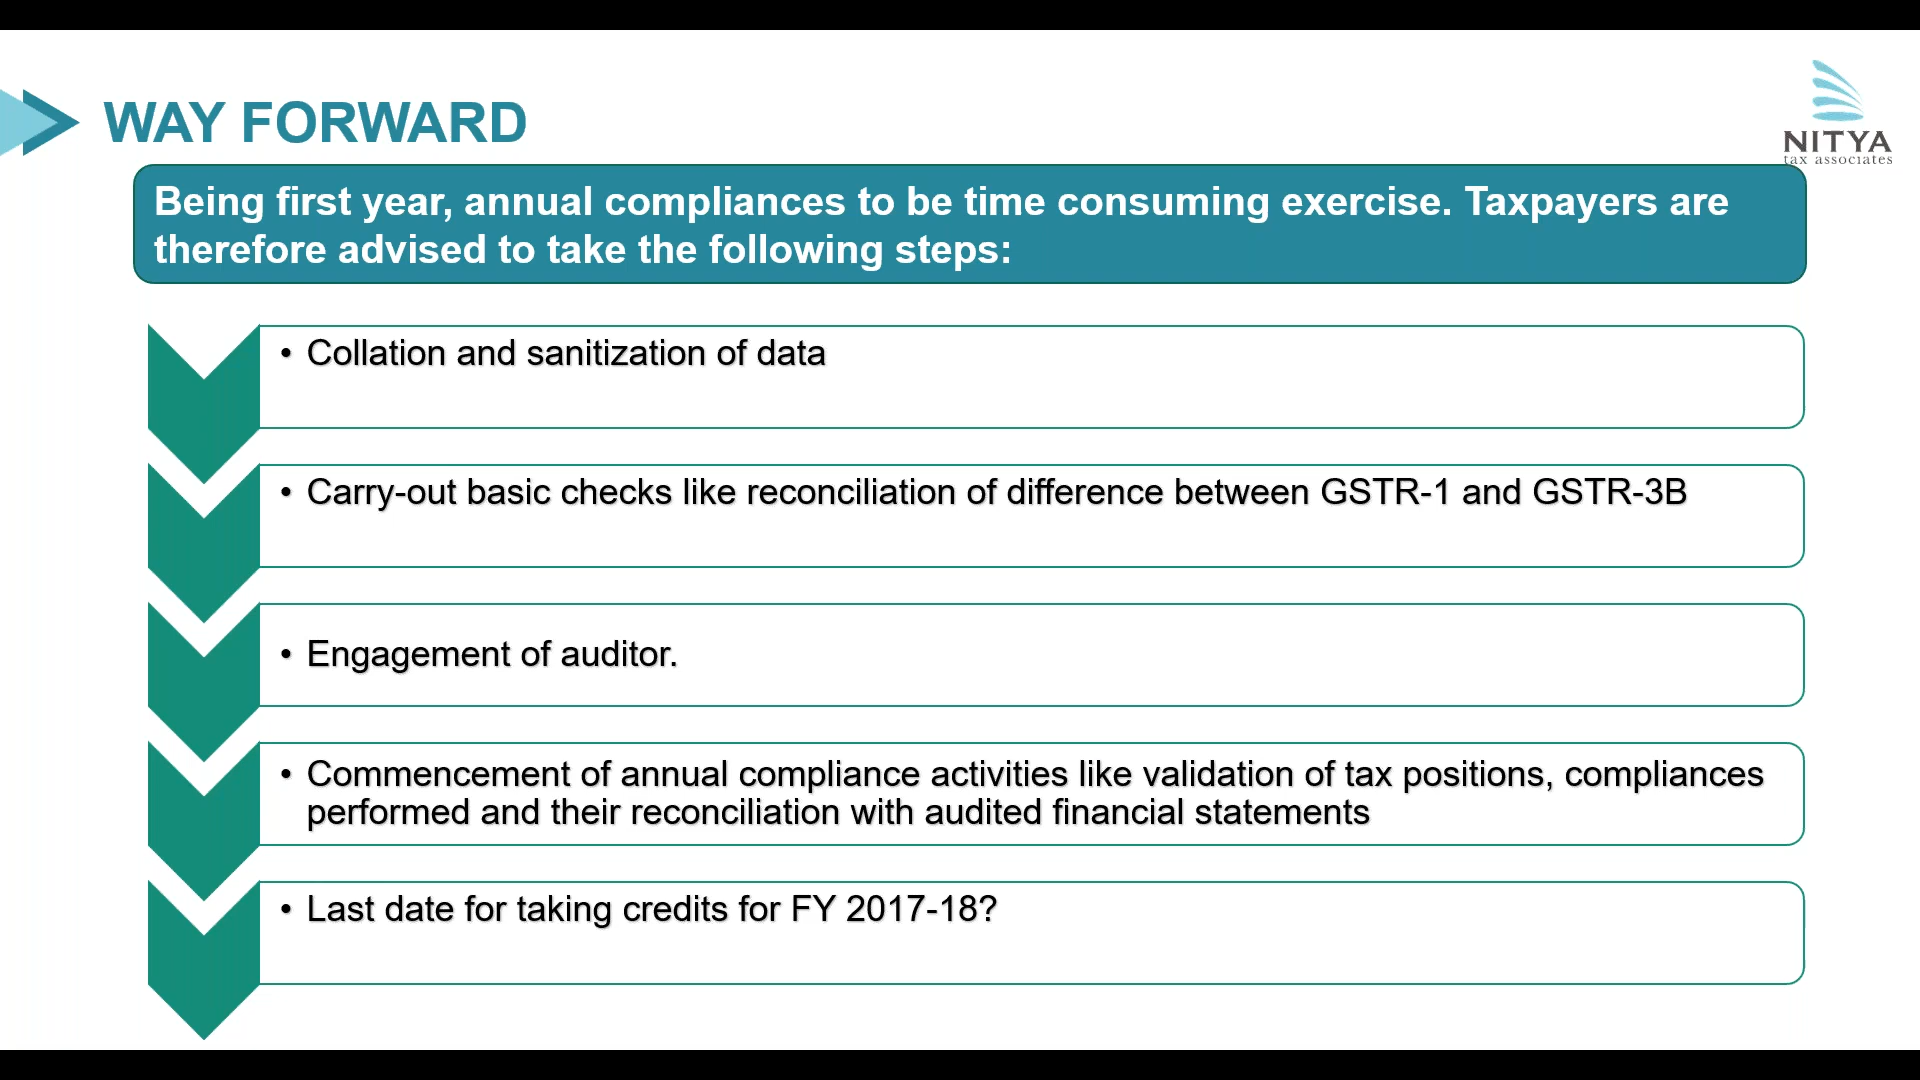 WAY FORWARD
NITYA
tax associates
Being first year, annual compliances to be time consuming exercise. Taxpayers are
therefore advised to take the following steps:
• Collation and sanitization of data
• Carry-out basic checks like reconciliation of difference between GSTR-1 and GSTR-3B
• Engagement of auditor.
• Commencement of annual compliance activities like validation of tax positions, compliances
performed and their reconciliation with audited financial statements
• Last date for taking credits for FY 2017-18?